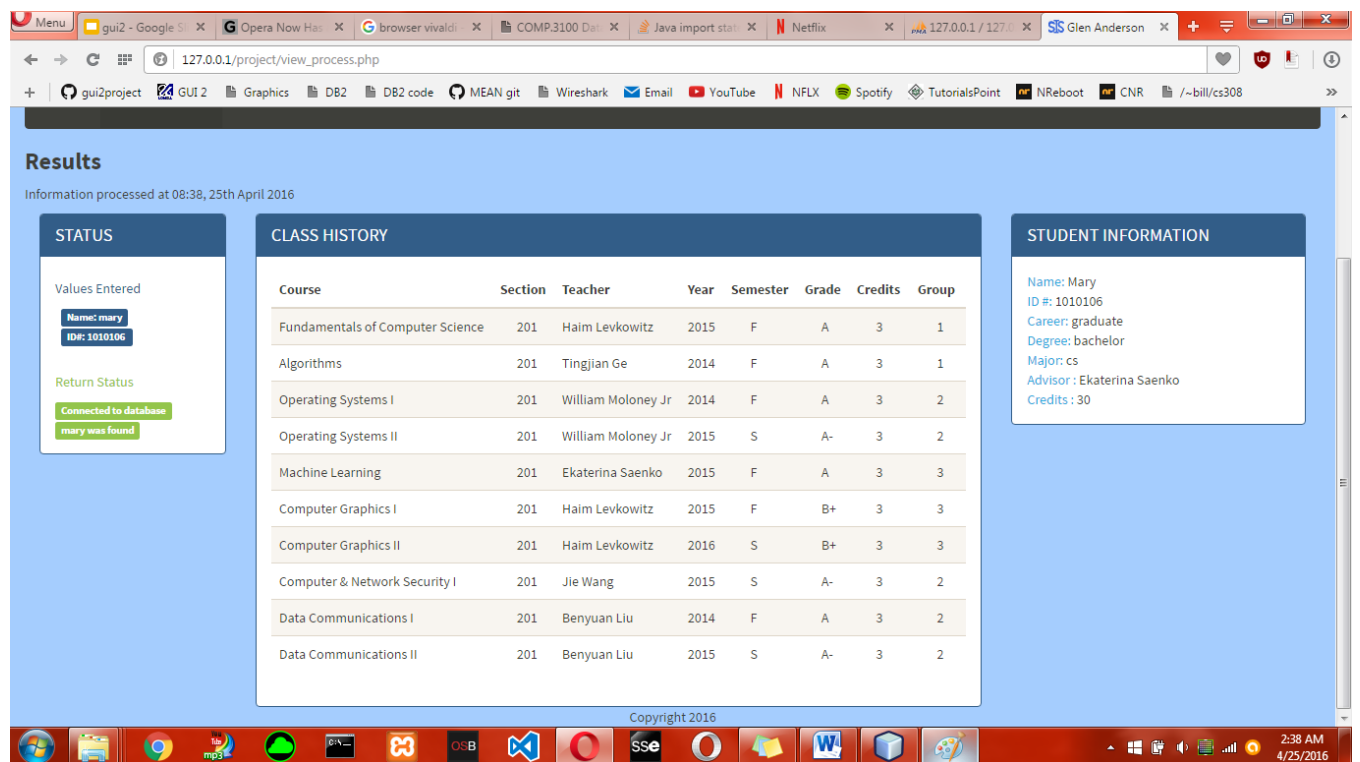 Menu
gui2 - Google Sl
Opera Now Has
browser vivaldi -
COMP.3100 Dat
Java import stat
Netflix
127.0.0.1 / 127.0
SIS Glen Anderson
127.0.0.1/project/view_process.php
gui2project GUI 2 Graphics DB2 DB2 code MEAN git Wireshark Email YouTube NFLX Spotify TutorialsPoint NReboot CNR /~bill/cs308
Results
Information processed at 08:38, 25th April 2016
STATUS
Values Entered
Name: mary
ID#: 1010106
Return Status
Connected to database
mary was found
CLASS HISTORY
Course Section Teacher Year Semester Grade Credits Group
Fundamentals of Computer Science 201 Haim Levkowitz 2015 F A 3 1
Algorithms 201 Tingjian Ge 2014 F A 3 1
Operating Systems I 201 William Moloney Jr 2014 F A 3 2
Operating Systems II 201 William Moloney Jr 2015 S A- 3 2
Machine Learning 201 Ekaterina Saenko 2015 F A 3 3
Computer Graphics I 201 Haim Levkowitz 2015 F B+ 3 3
Computer Graphics II 201 Haim Levkowitz 2016 S B+ 3 3
Computer & Network Security I 201 Jie Wang 2015 S A- 3 2
Data Communications I 201 Benyuan Liu 2014 F A 3 2
Data Communications II 201 Benyuan Liu 2015 S A- 3 2
STUDENT INFORMATION
Name: Mary
ID #: 1010106
Career: graduate
Degree: bachelor
Major: cs
Advisor : Ekaterina Saenko
Credits : 30
Copyright 2016
mp3
C:\_
OSB
sse
W
2:38 AM
4/25/2016